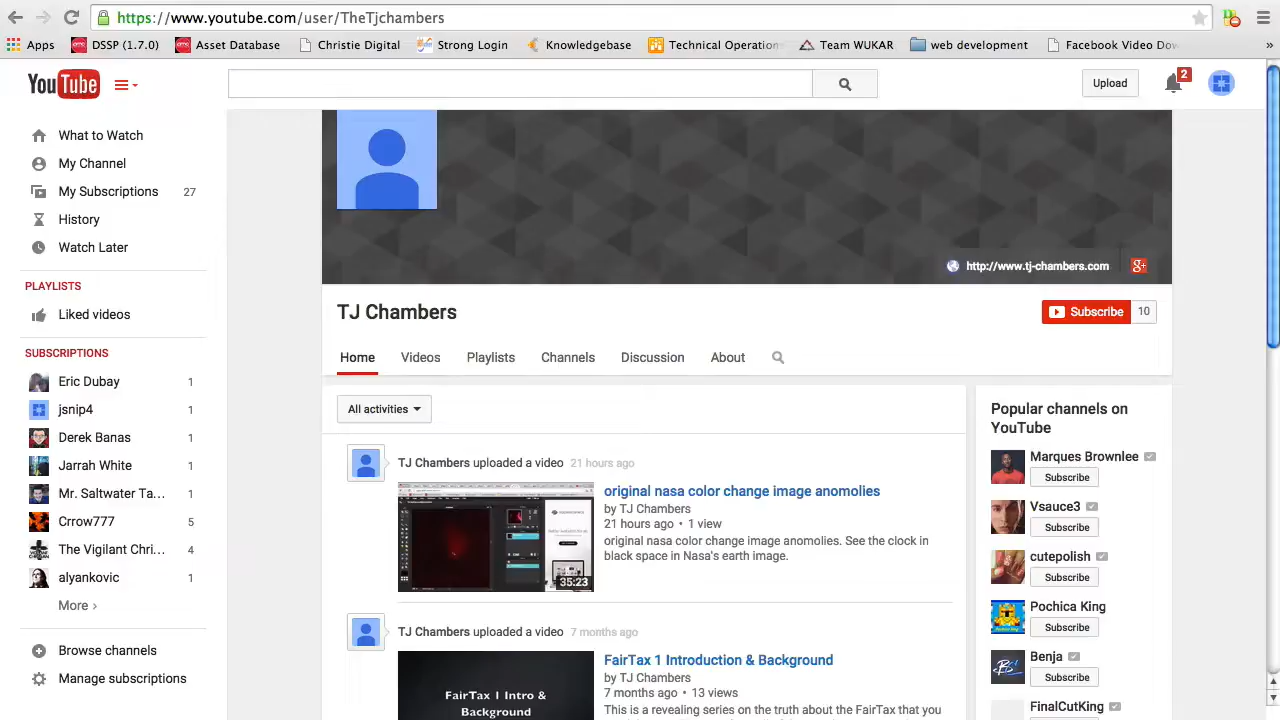 https://www.youtube.com/user/TheTjchambers
Apps DSSP (1.7.0) Asset Database Christie Digital Strong Login Knowledgebase Technical Operation Team WUKAR web development Facebook Video Dow »
YouTube
Upload
2
What to Watch
My Channel
My Subscriptions 27
History
Watch Later
PLAYLISTS
Liked videos
SUBSCRIPTIONS
Eric Dubay 1
jsnip4 1
Derek Banas 1
Jarrah White 1
Mr. Saltwater Ta... 1
Crrow777 5
The Vigilant Chri... 4
alyankovic 1
More ›
Browse channels
Manage subscriptions
http://www.tj-chambers.com g+
TJ Chambers
Subscribe 10
Home Videos Playlists Channels Discussion About
All activities
TJ Chambers uploaded a video 21 hours ago
original nasa color change image anomolies
by TJ Chambers
21 hours ago • 1 view
original nasa color change image anomolies. See the clock in
black space in Nasa's earth image.
35:23
TJ Chambers uploaded a video 7 months ago
FairTax 1 Intro &
Background
FairTax 1 Introduction & Background
by TJ Chambers
7 months ago • 13 views
This is a revealing series on the truth about the FairTax that you
Popular channels on
YouTube
Marques Brownlee
Subscribe
Vsauce3
Subscribe
cutepolish
Subscribe
Pochica King
Subscribe
Benja
Subscribe
FinalCutKing